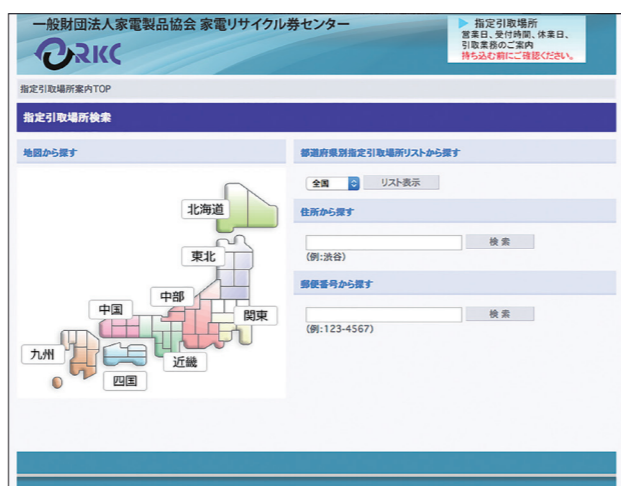 一般財団法人家電製品協会 家電リサイクル券センター
RKC
指定引取場所
営業日、受付時間、休業日、
引取業務のご案内
持ち込む前にご確認ください。
指定引取場所案内TOP
指定引取場所検索
地図から探す
北海道
東北
中部
中国
関東
九州
近畿
四国
都道府県別指定引取場所リストから探す
全国
リスト表示
住所から探す
検 索
(例:渋谷)
郵便番号から探す
検 索
(例:123-4567)